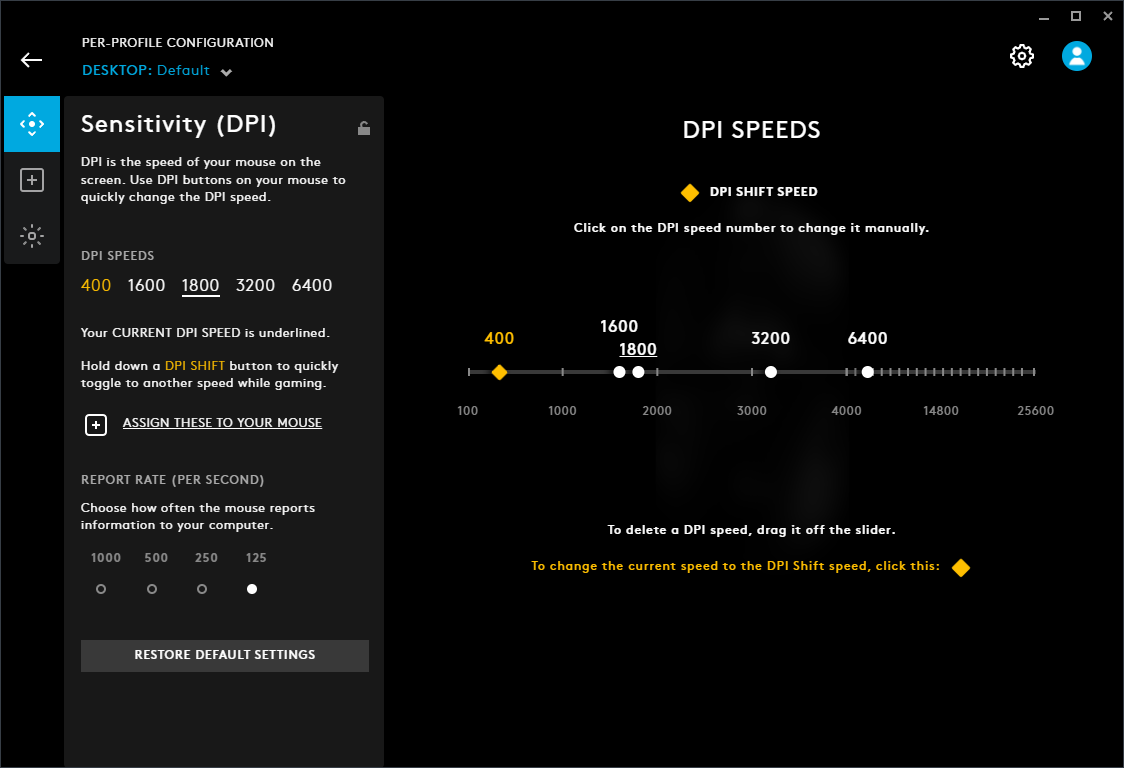 PER-PROFILE CONFIGURATION
DESKTOP: Default
Sensitivity (DPI)
DPI is the speed of your mouse on the
screen. Use DPI buttons on your mouse to
quickly change the DPI speed.
DPI SPEEDS
400 1600 1800 3200 6400
Your CURRENT DPI SPEED is underlined.
Hold down a DPI SHIFT button to quickly
toggle to another speed while gaming.
ASSIGN THESE TO YOUR MOUSE
REPORT RATE (PER SECOND)
Choose how often the mouse reports
information to your computer.
1000 500 250 125
RESTORE DEFAULT SETTINGS
DPI SPEEDS
DPI SHIFT SPEED
Click on the DPI speed number to change it manually.
1600
400 3200 6400
1800
100 1000 2000 3000 4000 14800 25600
To delete a DPI speed, drag it off the slider.
To change the current speed to the DPI Shift speed, click this: